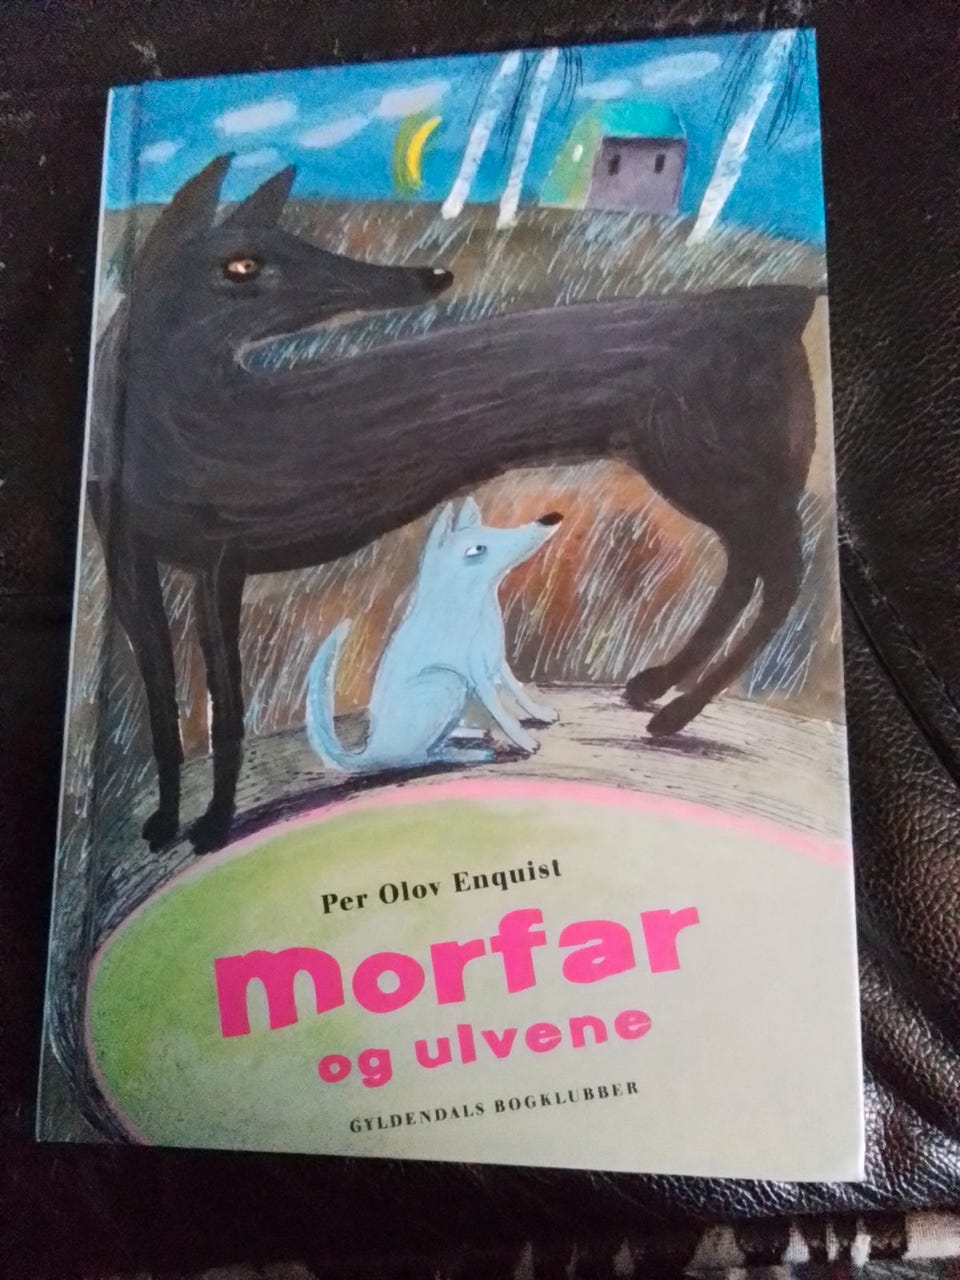 Per Olov Enquist
morfar
og ulvene
GYLDENDALS BOGKLUBBER